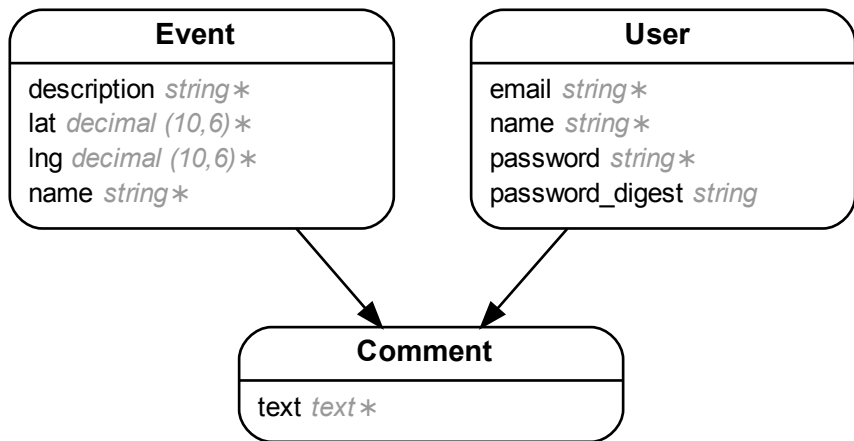 Event
description string*
lat decimal (10,6)*
lng decimal (10,6)*
name string*
User
email string*
name string*
password string*
password_digest string
Comment
text text*